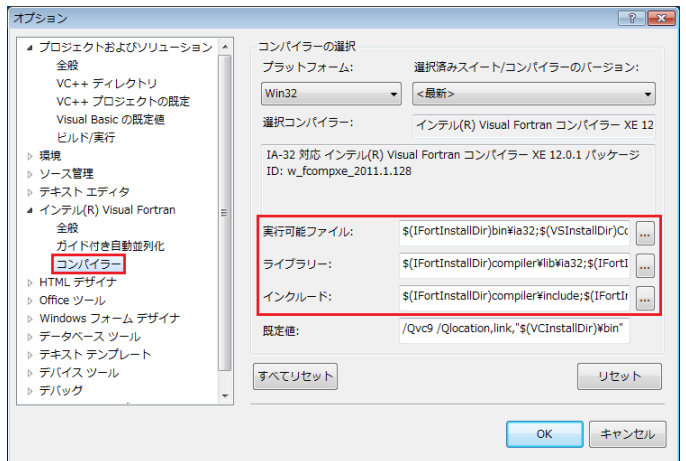 オプション
プロジェクトおよびソリューション
全般
VC++ ディレクトリ
VC++ プロジェクトの既定
Visual Basic の既定値
ビルド/実行
環境
ソース管理
テキスト エディタ
インテル(R) Visual Fortran
全般
ガイド付き自動並列化
コンパイラー
HTML デザイナ
Office ツール
Windows フォーム デザイナ
データベース ツール
テキスト テンプレート
デバイス ツール
デバッグ
コンパイラーの選択
プラットフォーム:
選択済みスイート/コンパイラーのバージョン:
Win32
<最新>
選択コンパイラー:
インテル(R) Visual Fortran コンパイラー XE 12
IA-32 対応 インテル(R) Visual Fortran コンパイラー XE 12.0.1 パッケージ
ID: w_fcompxe_2011.1.128
実行可能ファイル:
$(IFortInstallDir)bin¥ia32;$(VSInstallDir)Co
...
ライブラリー:
$(IFortInstallDir)compiler¥lib¥ia32;$(IFortI
...
インクルード:
$(IFortInstallDir)compiler¥include;$(IFortIn
...
既定値:
/Qvc9 /Qlocation,link,"$(VCInstallDir)¥bin"
すべてリセット
リセット
OK
キャンセル